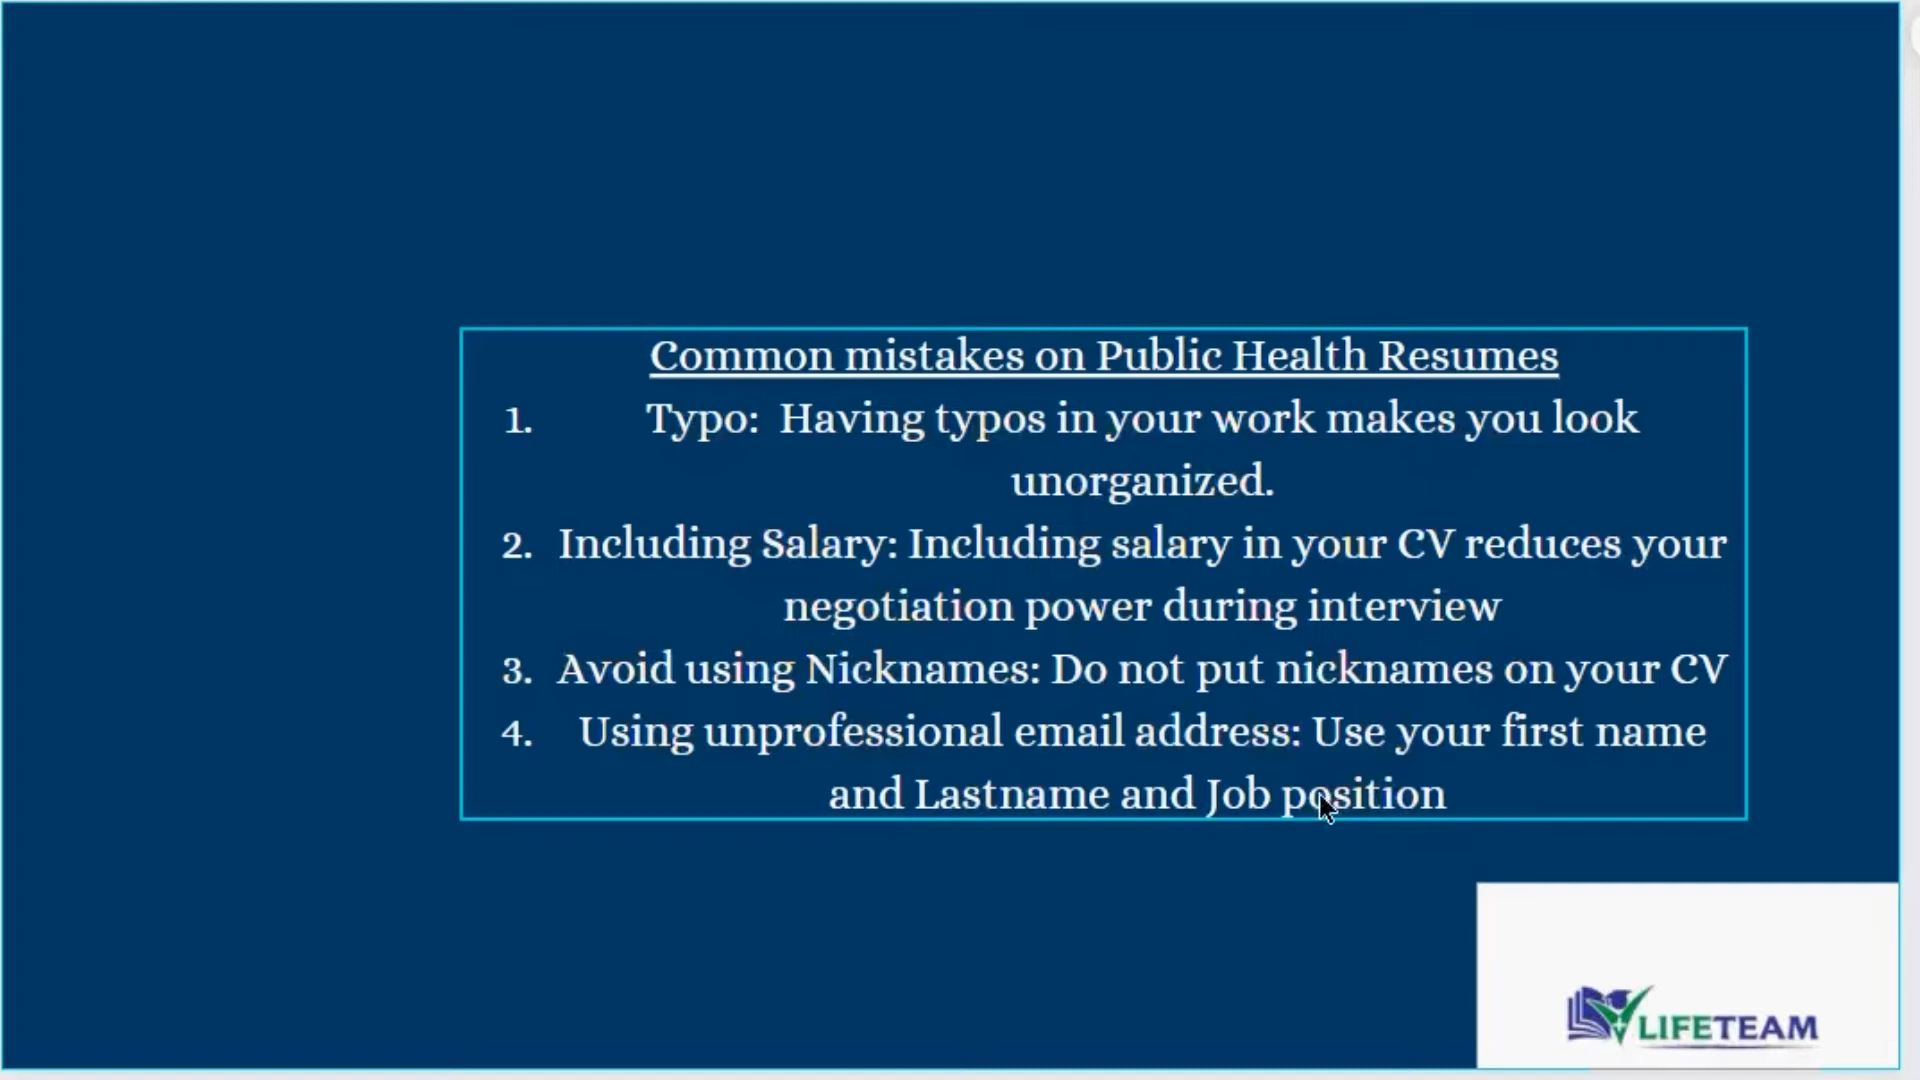 Common mistakes on Public Health Resumes
1. Typo:  Having typos in your work makes you look
unorganized.
2. Including Salary: Including salary in your CV reduces your
negotiation power during interview
3. Avoid using Nicknames: Do not put nicknames on your CV
4. Using unprofessional email address: Use your first name
and Lastname and Job position
LIFETEAM